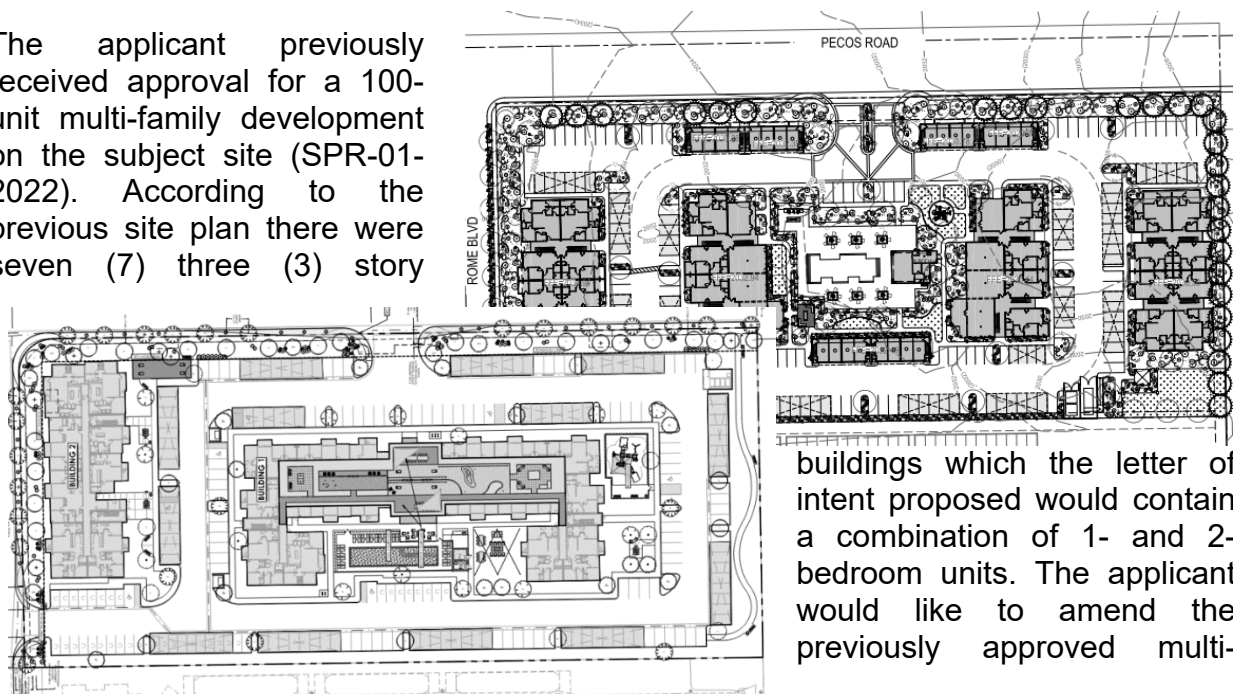 The applicant previously
received approval for a 100-
unit multi-family development
on the subject site (SPR-01-
2022). According to the
previous site plan there were
seven (7) three (3) story
PECOS ROAD
ROME BLVD
BUILDING 2
BUILDING 1
buildings which the letter of
intent proposed would contain
a combination of 1- and 2-
bedroom units. The applicant
would like to amend the
previously approved multi-